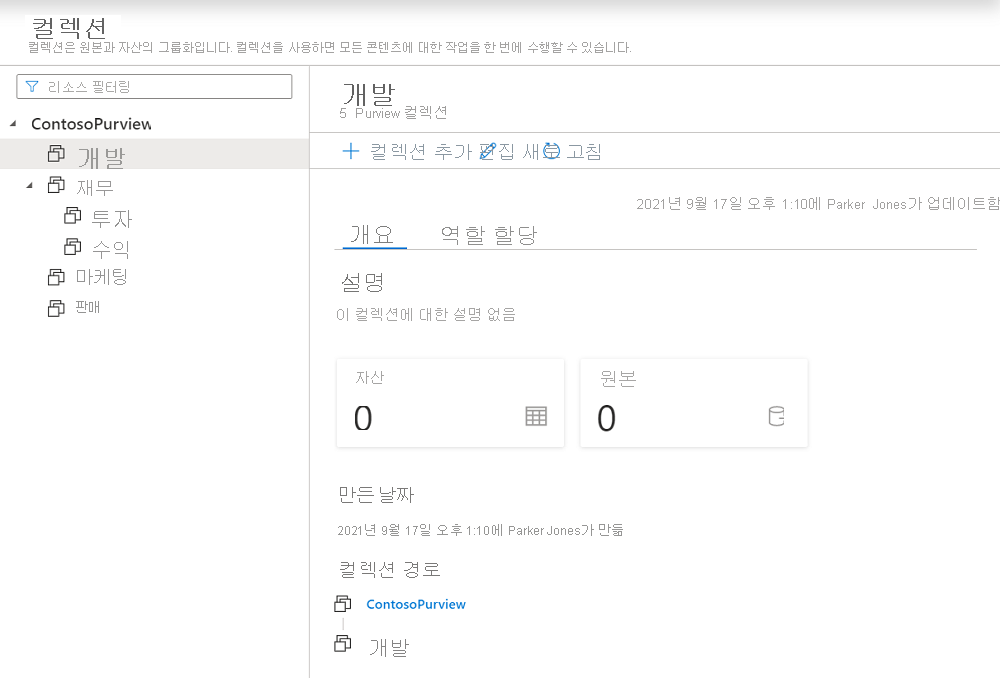 컬렉션
컬렉션은 원본과 자산의 그룹화입니다. 컬렉션을 사용하면 모든 콘텐츠에 대한 작업을 한 번에 수행할 수 있습니다.
리소스 필터링
ContosoPurview
개발
재무
투자
수익
마케팅
판매
개발
5 Purview 컬렉션
컬렉션 추가 편집 새로 고침
2021년 9월 17일 오후 1:10에 Parker Jones가 업데이트함
개요 역할 할당
설명
이 컬렉션에 대한 설명 없음
자산 원본
0 0
만든 날짜
2021년 9월 17일 오후 1:10에 Parker Jones가 만듦
컬렉션 경로
ContosoPurview
개발